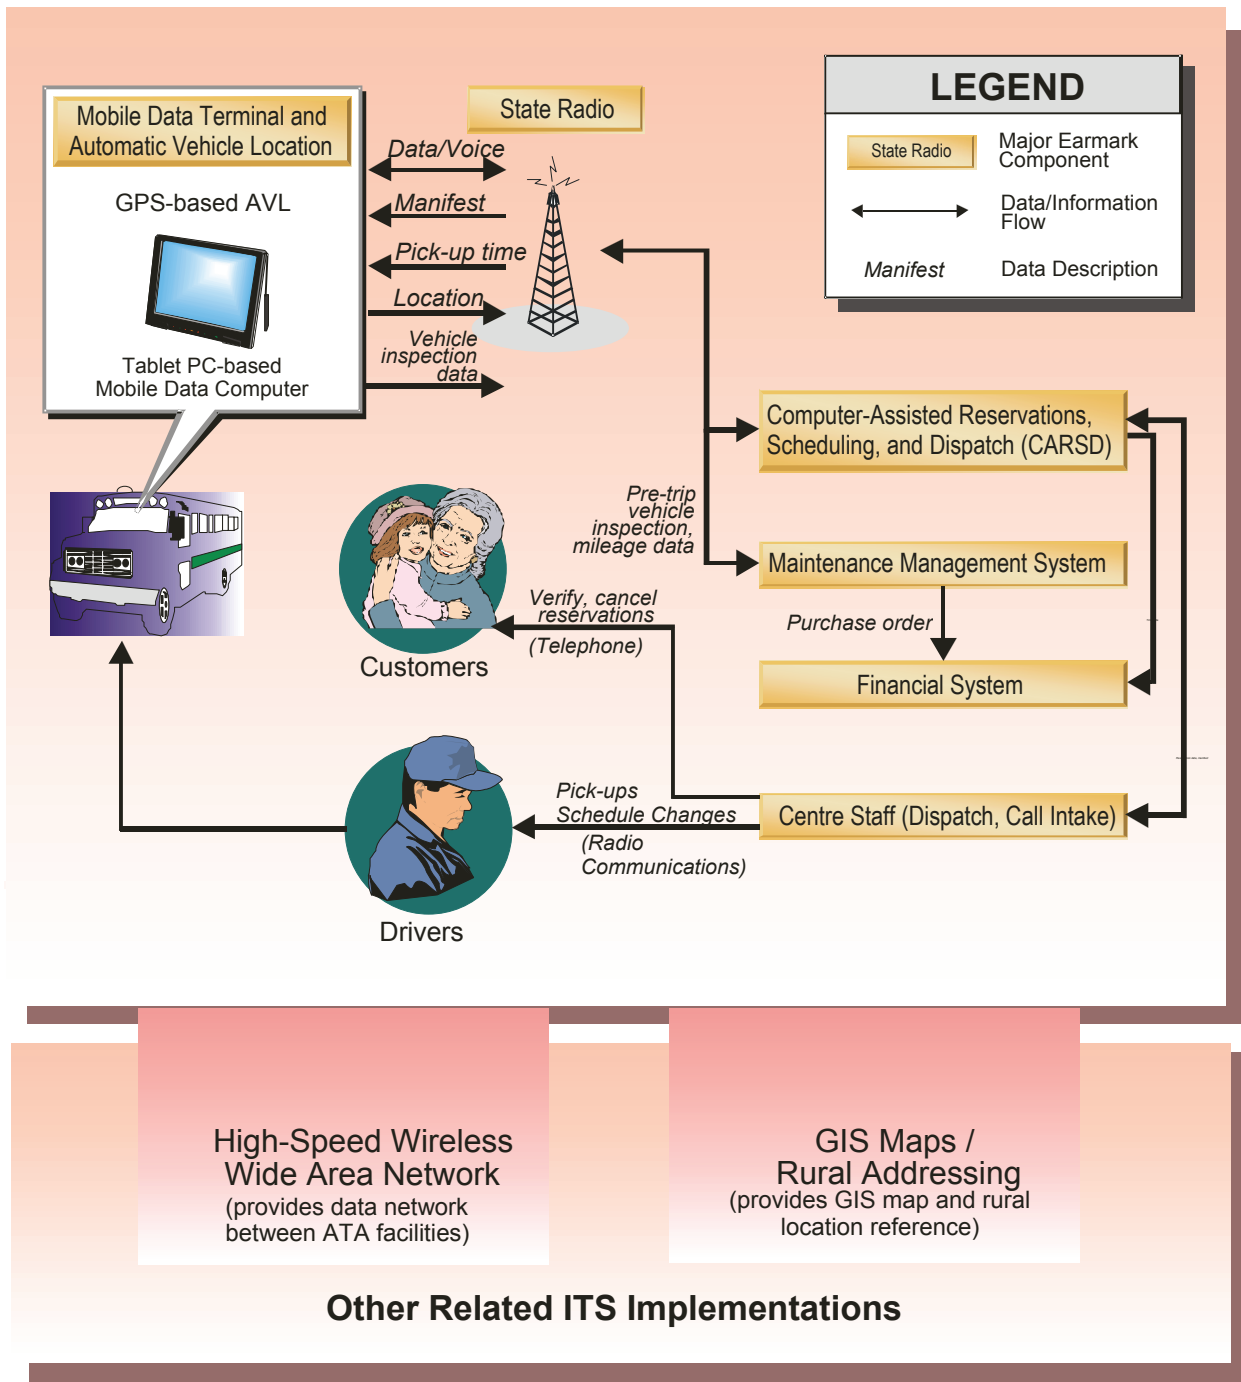 Mobile Data Terminal and
Automatic Vehicle Location
GPS-based AVL
Tablet PC-based
Mobile Data Computer
State Radio
Data/Voice
Manifest
Pick-up time
Location
Vehicle
inspection
data
LEGEND
State Radio
Major Earmark
Component
Data/Information
Flow
Manifest
Data Description
Computer-Assisted Reservations,
Scheduling, and Dispatch (CARSD)
Pre-trip
vehicle
inspection,
mileage data
Maintenance Management System
Purchase order
Financial System
Verify, cancel
reservations
(Telephone)
Customers
Pick-ups
Schedule Changes
(Radio
Communications)
Centre Staff (Dispatch, Call Intake)
Drivers
High-Speed Wireless
Wide Area Network
(provides data network
between ATA facilities)
GIS Maps /
Rural Addressing
(provides GIS map and rural
location reference)
Other Related ITS Implementations